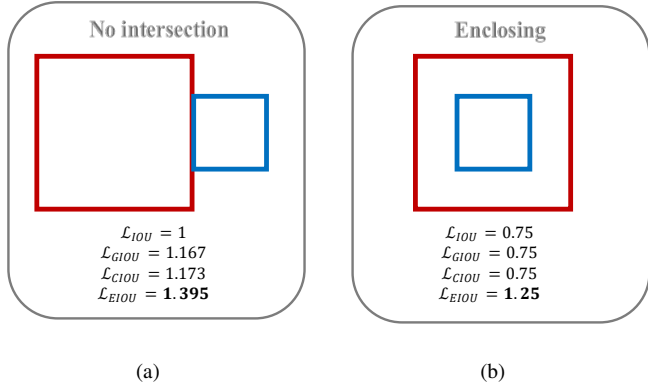 No intersection
ℒ_IOU = 1
ℒ_GIOU = 1.167
ℒ_CIOU = 1.173
ℒ_EIOU = 1.395
(a)
Enclosing
ℒ_IOU = 0.75
ℒ_GIOU = 0.75
ℒ_CIOU = 0.75
ℒ_EIOU = 1.25
(b)